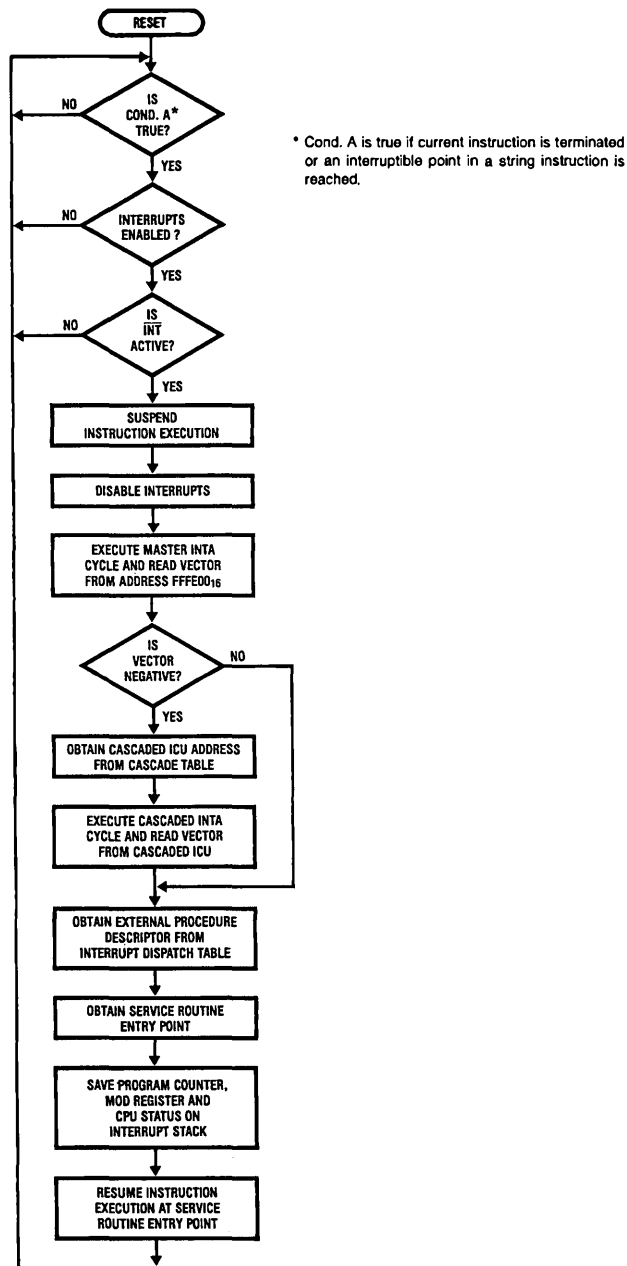 RESET
IS
COND. A*
TRUE?
NO
YES
* Cond. A is true if current instruction is terminated
or an interruptible point in a string instruction is
reached.
INTERRUPTS
ENABLED ?
NO
YES
IS
INT
ACTIVE?
NO
YES
SUSPEND
INSTRUCTION EXECUTION
DISABLE INTERRUPTS
EXECUTE MASTER INTA
CYCLE AND READ VECTOR
FROM ADDRESS FFFE00₁₆
IS
VECTOR
NEGATIVE?
NO
YES
OBTAIN CASCADED ICU ADDRESS
FROM CASCADE TABLE
EXECUTE CASCADED INTA
CYCLE AND READ VECTOR
FROM CASCADED ICU
OBTAIN EXTERNAL PROCEDURE
DESCRIPTOR FROM
INTERRUPT DISPATCH TABLE
OBTAIN SERVICE ROUTINE
ENTRY POINT
SAVE PROGRAM COUNTER,
MOD REGISTER AND
CPU STATUS ON
INTERRUPT STACK
RESUME INSTRUCTION
EXECUTION AT SERVICE
ROUTINE ENTRY POINT